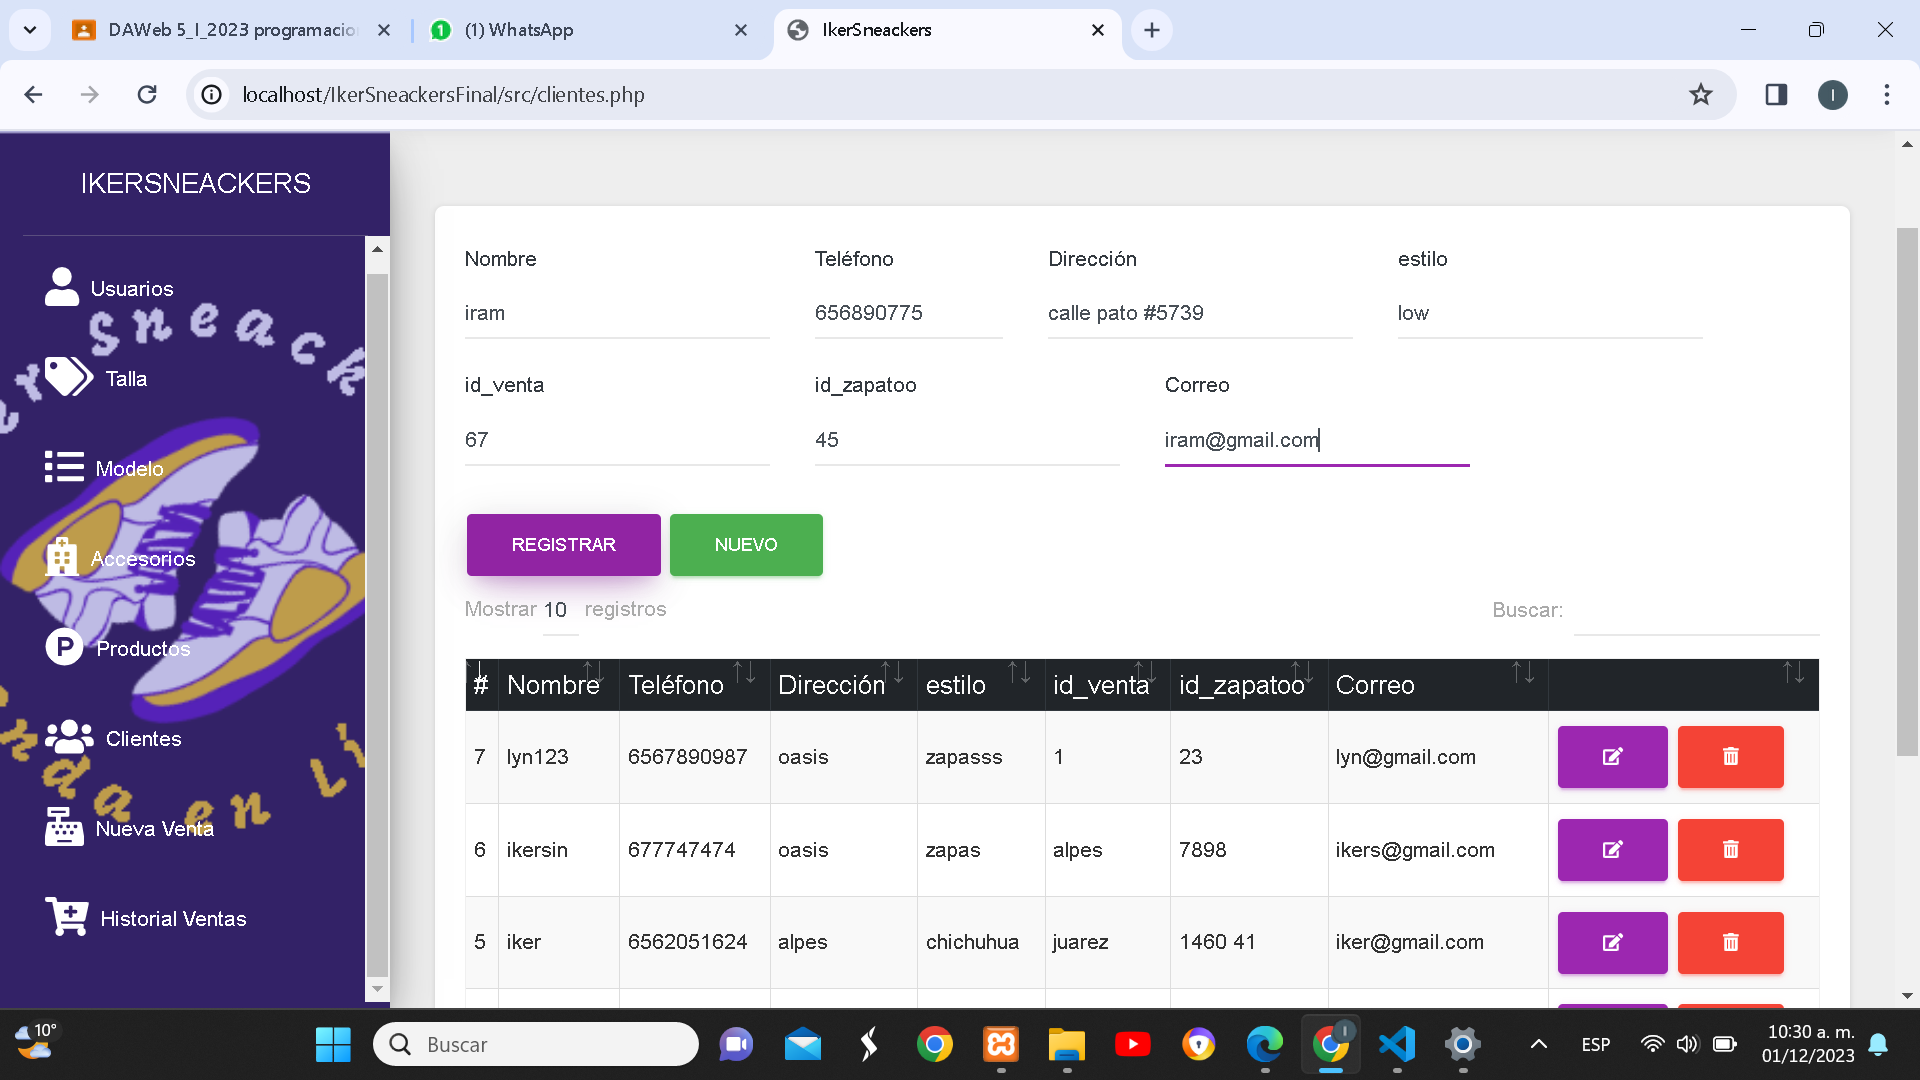 DAWeb 5_I_2023 programacio
(1) WhatsApp
IkerSneackers
localhost/IkerSneackersFinal/src/clientes.php
I
IKERSNEACKERS
Usuarios
Talla
Modelo
Accesorios
Productos
Clientes
Nueva Venta
Historial Ventas
Sneack
da en Li
Nombre Teléfono Dirección estilo
iram 656890775 calle pato #5739 low
id_venta id_zapatoo Correo
67 45 iram@gmail.com
REGISTRAR NUEVO
Mostrar 10 registros Buscar:
# Nombre Teléfono Dirección estilo id_venta id_zapatoo Correo
7 lyn123 6567890987 oasis zapasss 1 23 lyn@gmail.com
6 ikersin 677747474 oasis zapas alpes 7898 ikers@gmail.com
5 iker 6562051624 alpes chichuhua juarez 1460 41 iker@gmail.com
10°
Buscar
I
ESP
10:30 a. m.
01/12/2023